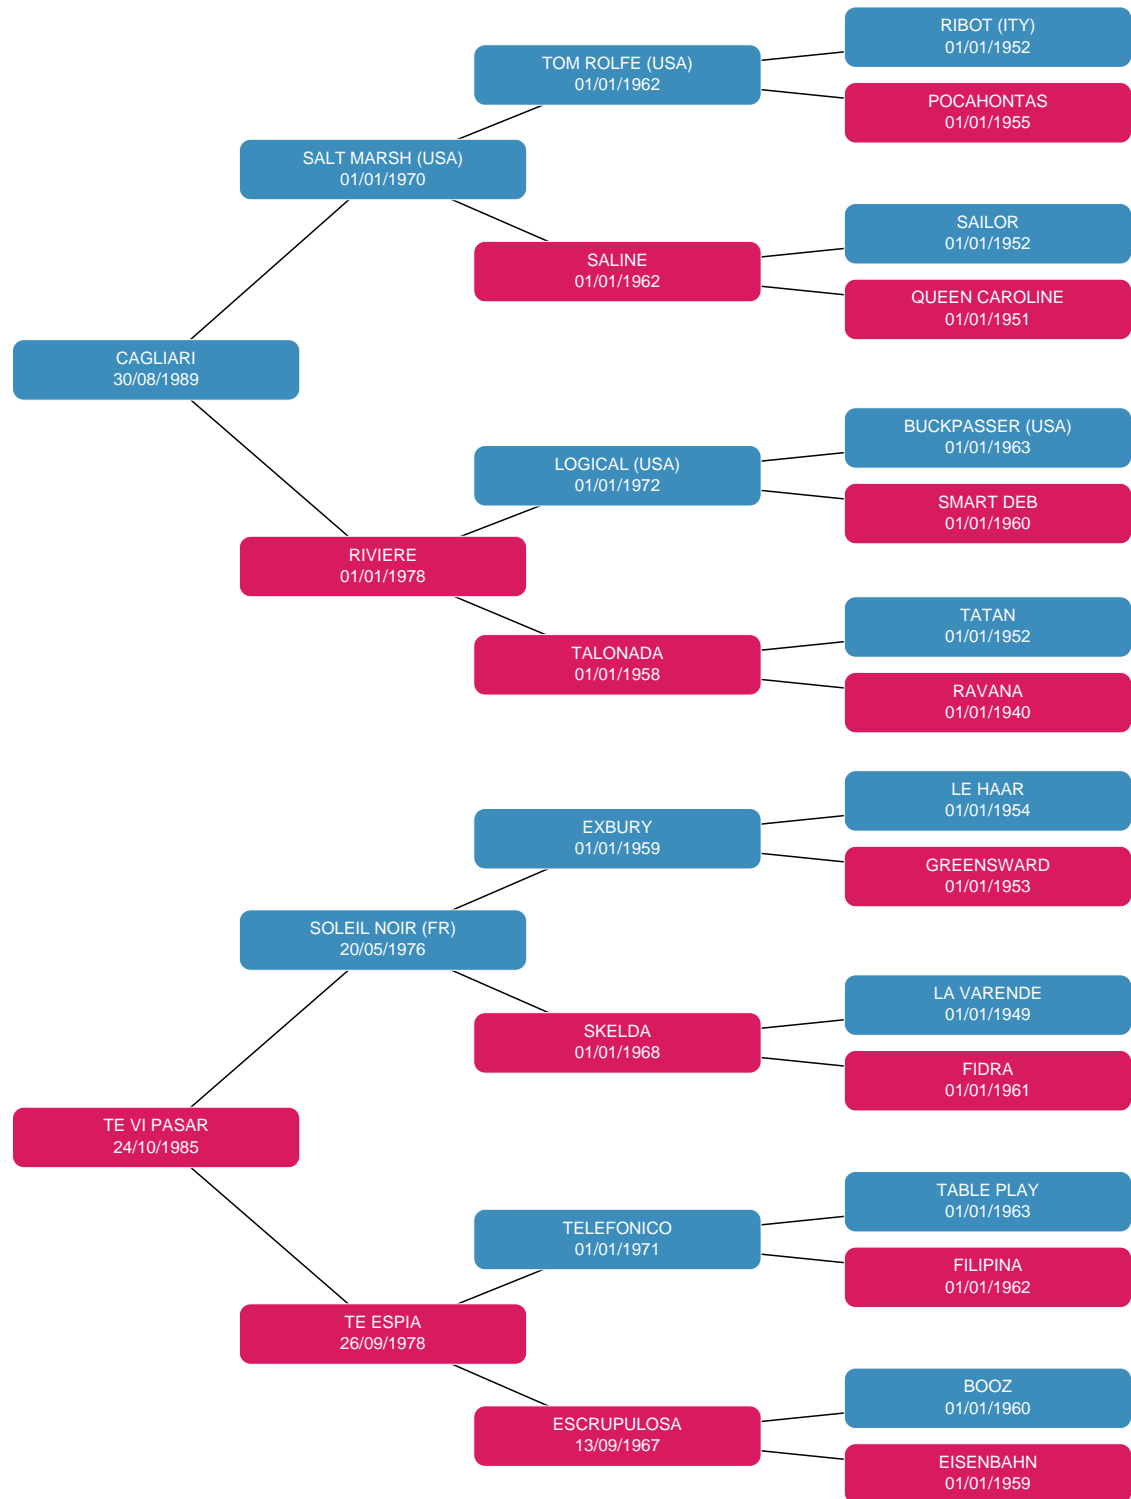 RIBOT (ITY)
01/01/1952
TOM ROLFE (USA)
01/01/1962
POCAHONTAS
01/01/1955
SALT MARSH (USA)
01/01/1970
SAILOR
01/01/1952
SALINE
01/01/1962
QUEEN CAROLINE
01/01/1951
CAGLIARI
30/08/1989
BUCKPASSER (USA)
01/01/1963
LOGICAL (USA)
01/01/1972
SMART DEB
01/01/1960
RIVIERE
01/01/1978
TATAN
01/01/1952
TALONADA
01/01/1958
RAVANA
01/01/1940
LE HAAR
01/01/1954
EXBURY
01/01/1959
GREENSWARD
01/01/1953
SOLEIL NOIR (FR)
20/05/1976
LA VARENDE
01/01/1949
SKELDA
01/01/1968
FIDRA
01/01/1961
TE VI PASAR
24/10/1985
TABLE PLAY
01/01/1963
TELEFONICO
01/01/1971
FILIPINA
01/01/1962
TE ESPIA
26/09/1978
BOOZ
01/01/1960
ESCRUPULOSA
13/09/1967
EISENBAHN
01/01/1959